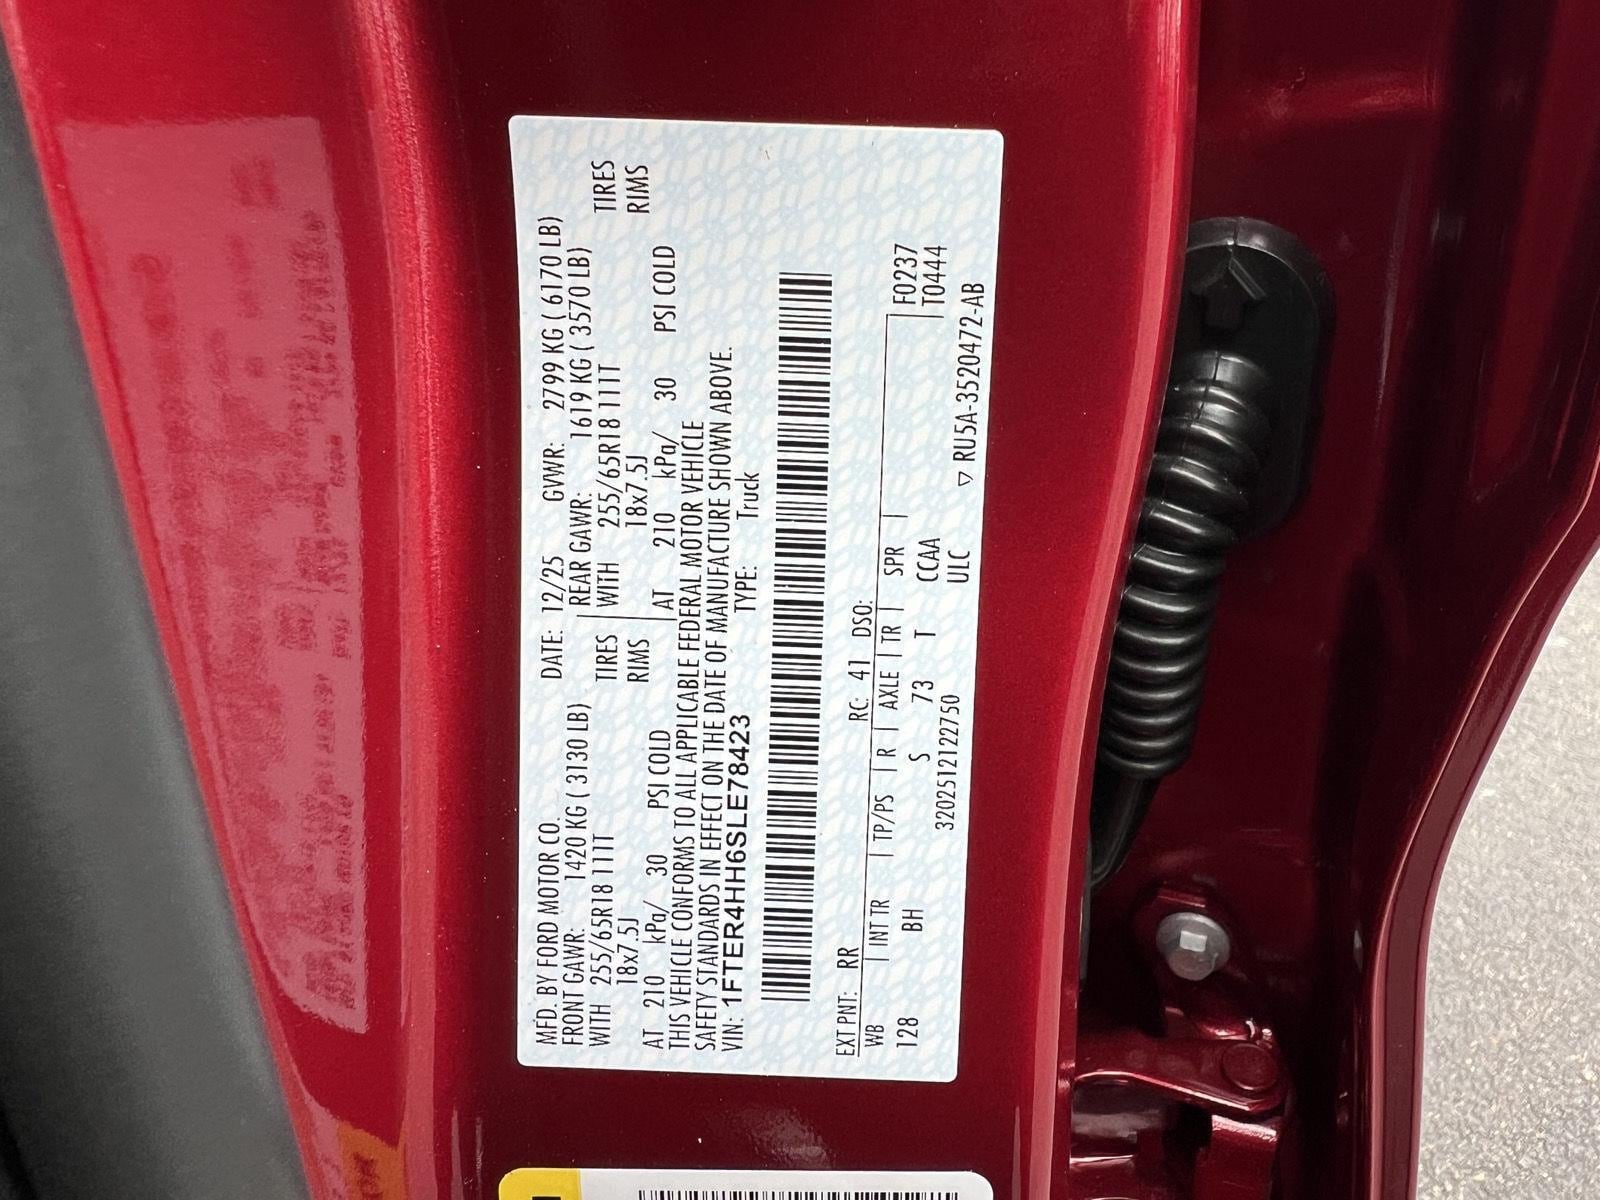 MFD. BY FORD MOTOR CO. DATE: 12/25 GVWR: 2799 KG ( 6170 LB)
FRONT GAWR: 1420 KG ( 3130 LB) REAR GAWR: 1619 KG ( 3570 LB)
WITH 255/65R18 111T TIRES WITH 255/65R18 111T TIRES
18x7.5J RIMS 18x7.5J RIMS
AT 210 kPa/ 30 PSI COLD AT 210 kPa/ 30 PSI COLD
THIS VEHICLE CONFORMS TO ALL APPLICABLE FEDERAL MOTOR VEHICLE
SAFETY STANDARDS IN EFFECT ON THE DATE OF MANUFACTURE SHOWN ABOVE.
VIN: 1FTER4HH6SLE78423 TYPE: Truck
EXT PNT: RR RC: 41 DSO:
WB | INT TR | TP/PS | R | AXLE | TR | SPR | F0237
128 BH S 73 T CCAA T0444
320251212750 ULC ▽ RU5A-3520472-AB